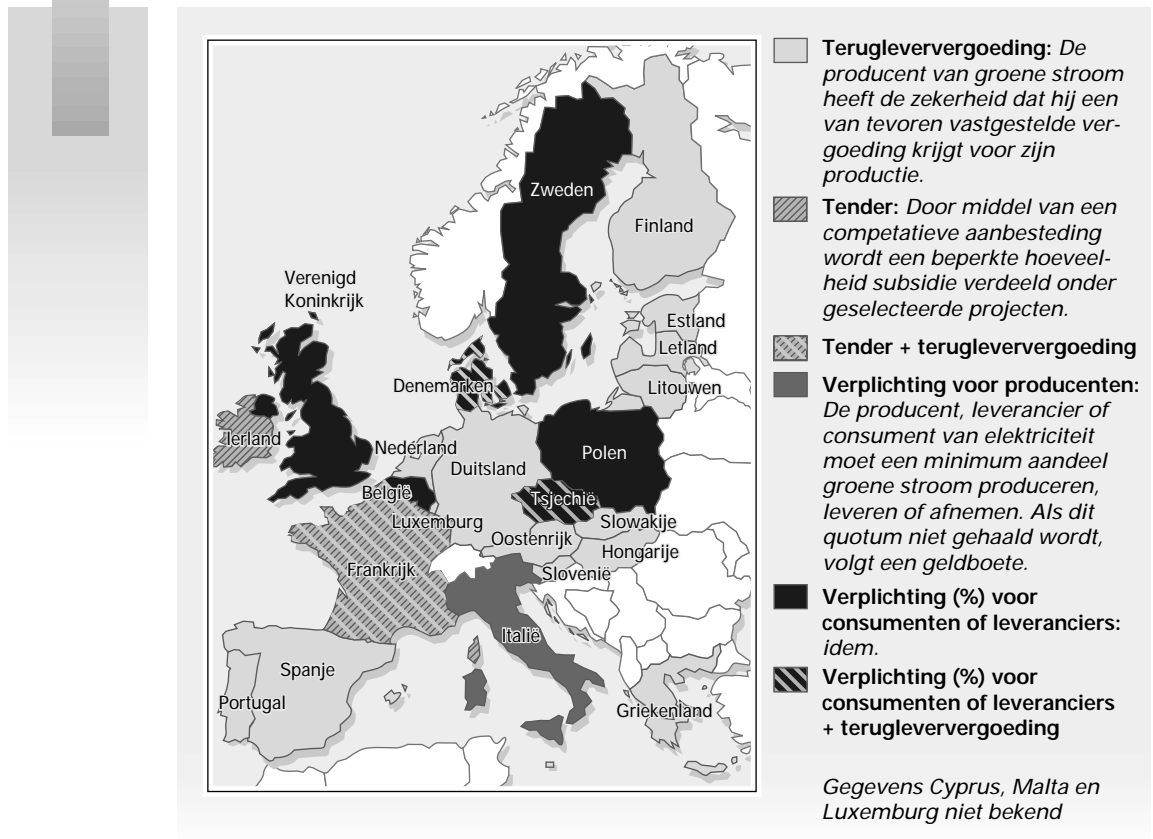 Zweden
Finland
Verenigd
Koninkrijk
Estland
Letland
Denemarken
Litouwen
Ierland
Nederland
Duitsland
Polen
België
Tsjechië
Luxemburg
Slowakije
Oostenrijk
Hongarije
Frankrijk
Slovenië
Italië
Spanje
Portugal
Griekenland
Terugleververgoeding: De
producent van groene stroom
heeft de zekerheid dat hij een
van tevoren vastgestelde ver-
goeding krijgt voor zijn
productie.
Tender: Door middel van een
competatieve aanbesteding
wordt een beperkte hoeveel-
heid subsidie verdeeld onder
geselecteerde projecten.
Tender + terugleververgoeding
Verplichting voor producenten:
De producent, leverancier of
consument van elektriciteit
moet een minimum aandeel
groene stroom produceren,
leveren of afnemen. Als dit
quotum niet gehaald wordt,
volgt een geldboete.
Verplichting (%) voor
consumenten of leveranciers:
idem.
Verplichting (%) voor
consumenten of leveranciers
+ terugleververgoeding
Gegevens Cyprus, Malta en
Luxemburg niet bekend